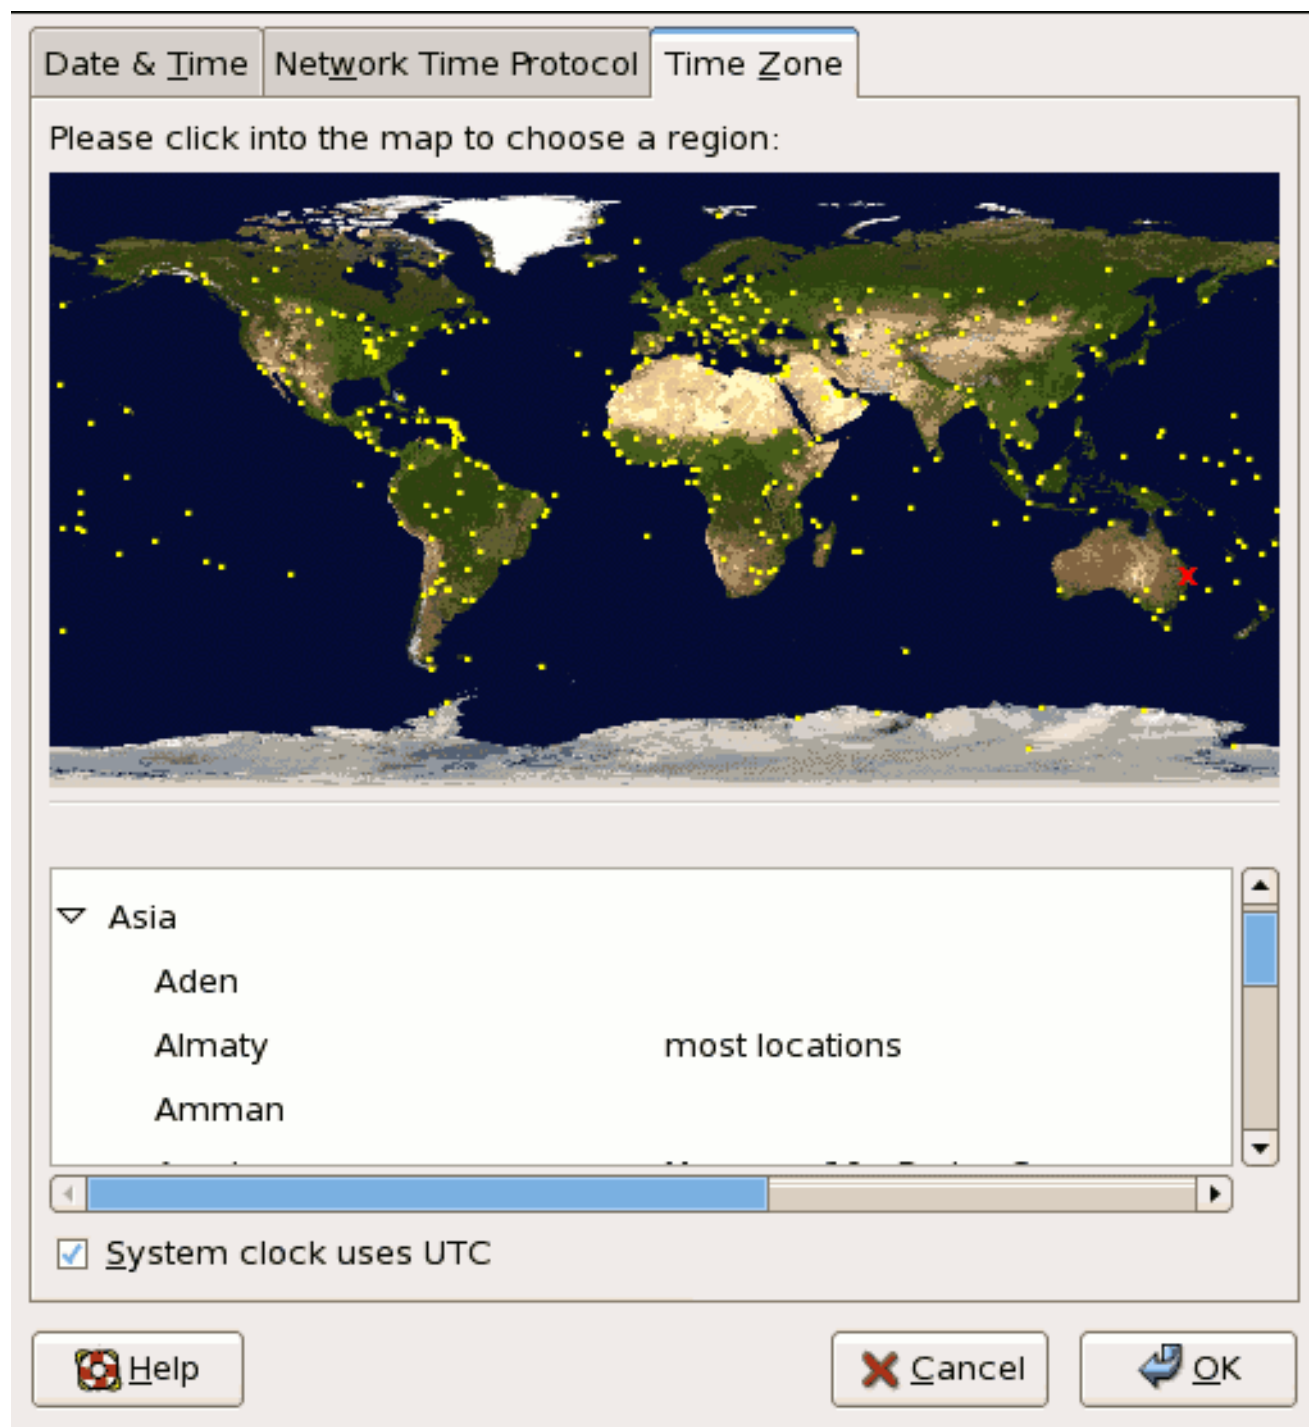 Date & Time Network Time Protocol Time Zone
Please click into the map to choose a region:
Asia
Aden
Almaty most locations
Amman
System clock uses UTC
Help Cancel OK